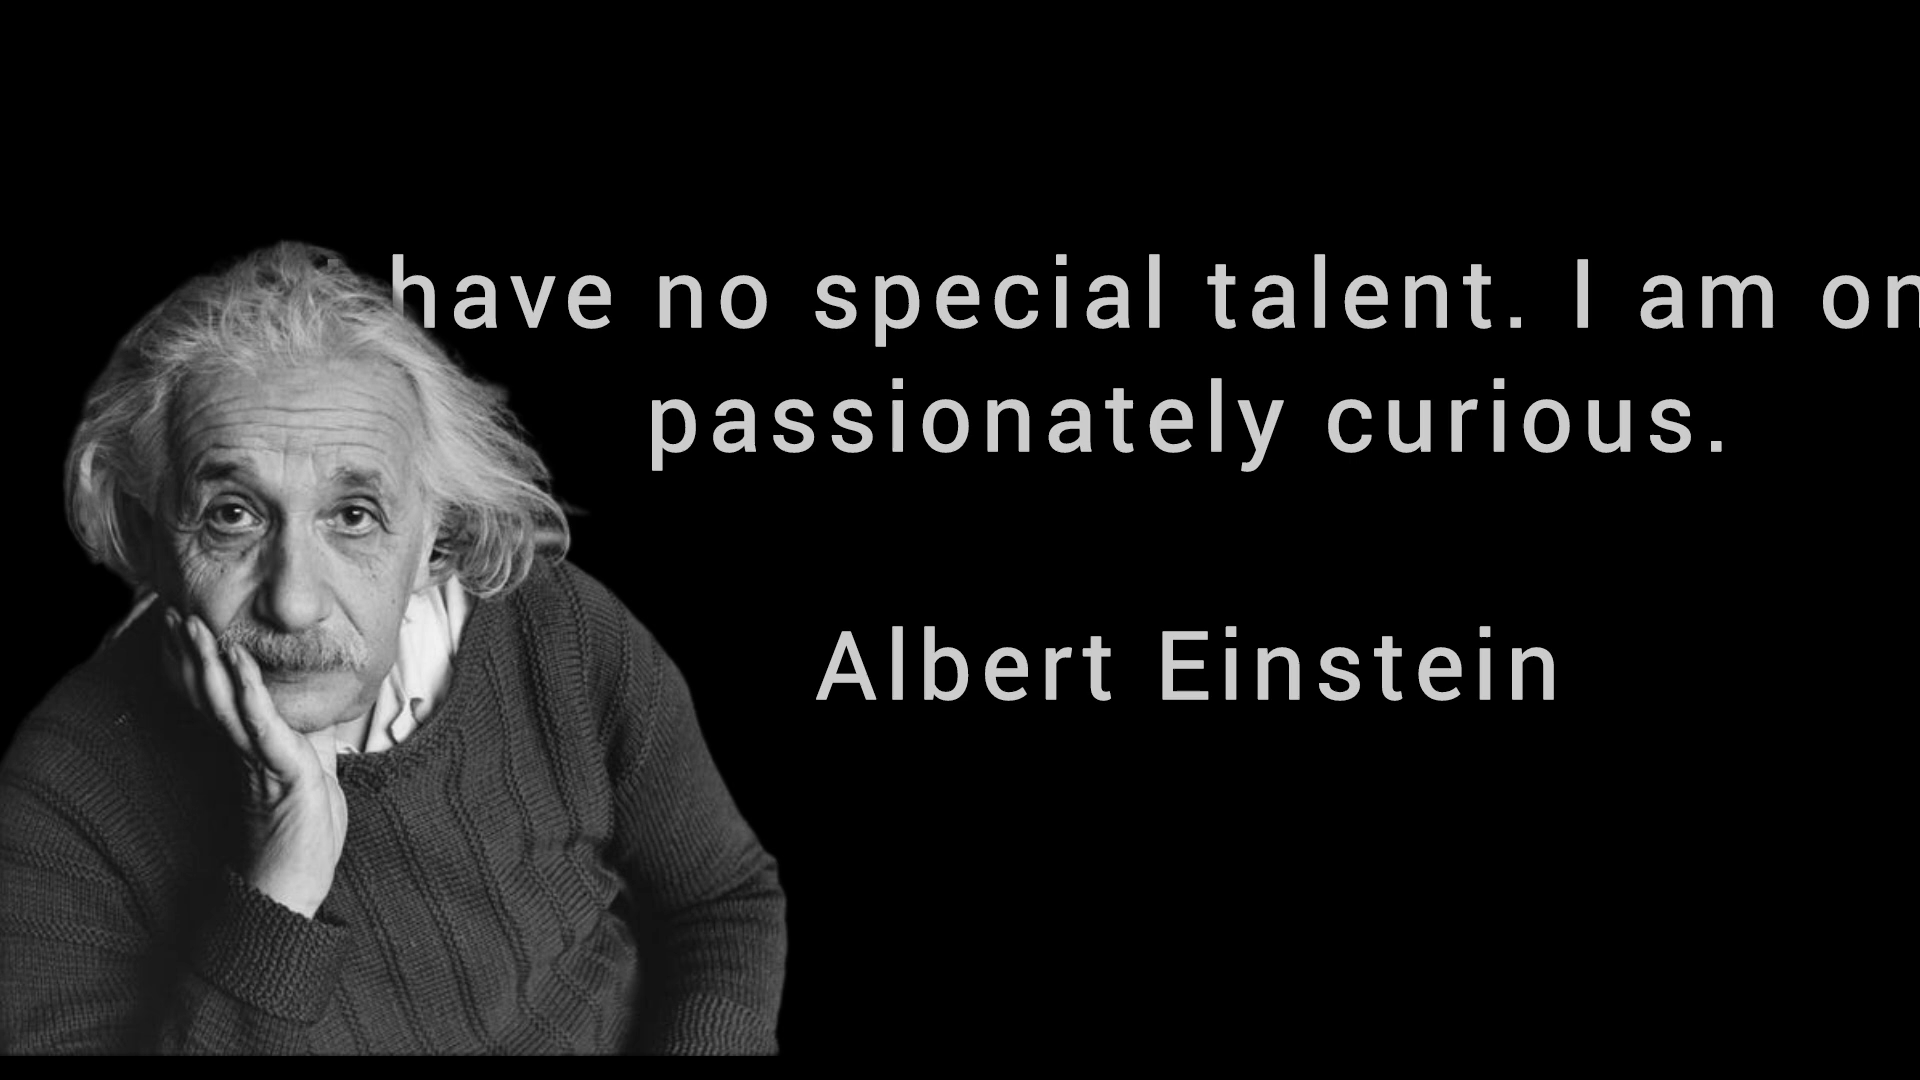 have no special talent. I am on
passionately curious.
Albert Einstein